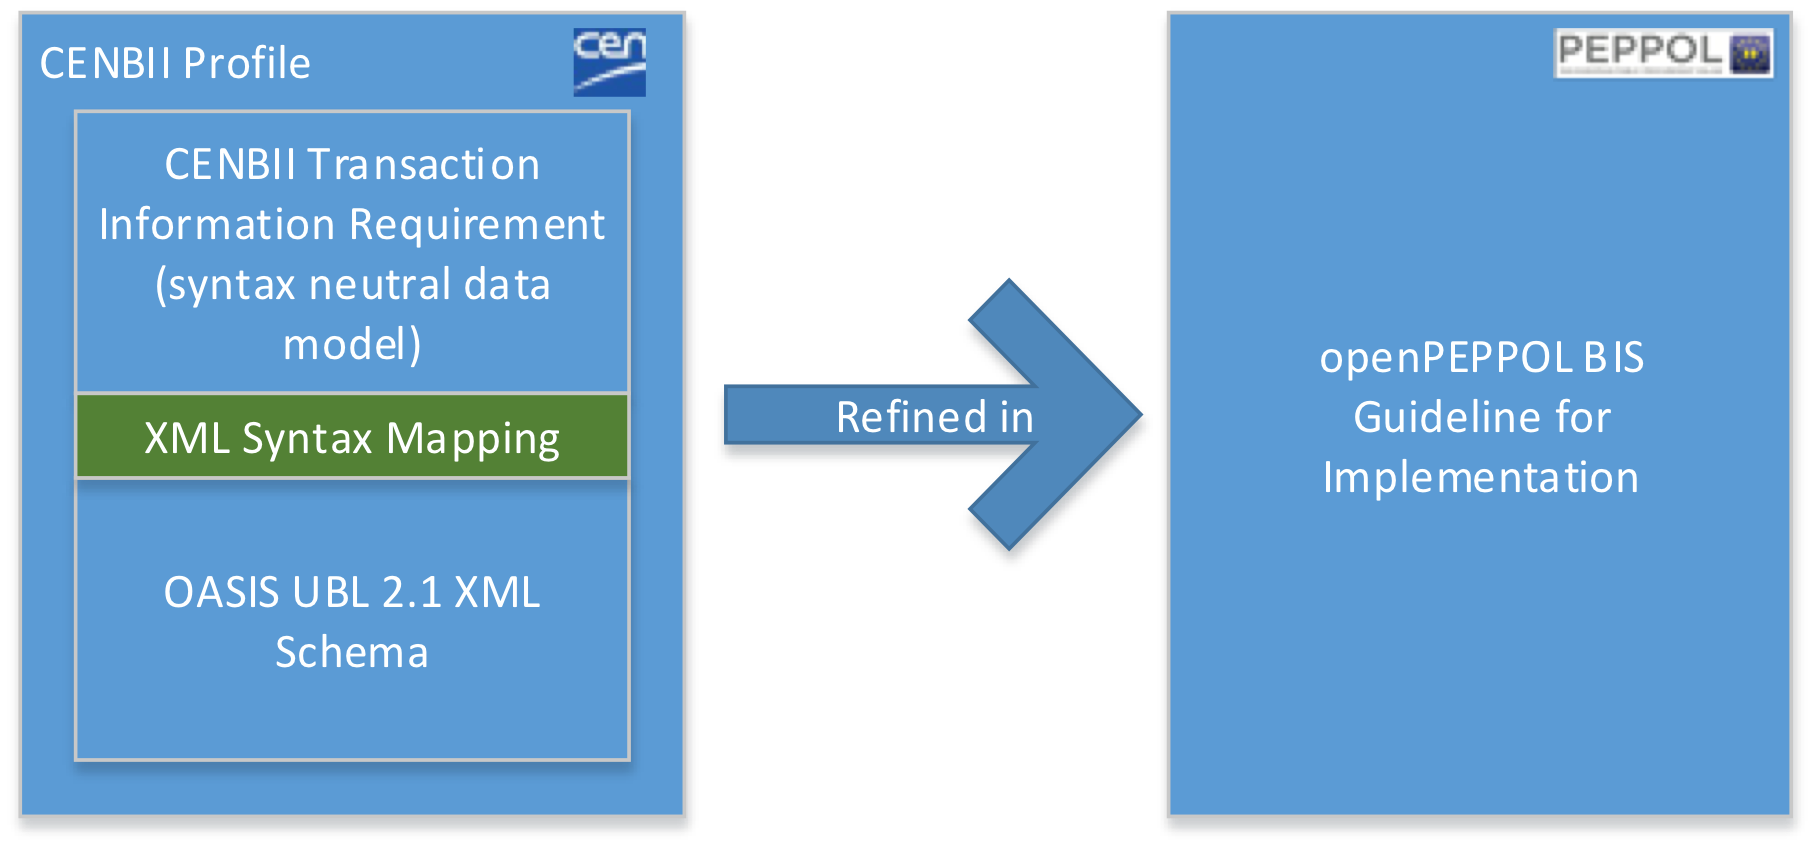 CENBII Profile
cen
CENBII Transaction
Information Requirement
(syntax neutral data
model)
XML Syntax Mapping
OASIS UBL 2.1 XML
Schema
Refined in
PEPPOL
openPEPPOL BIS
Guideline for
Implementation